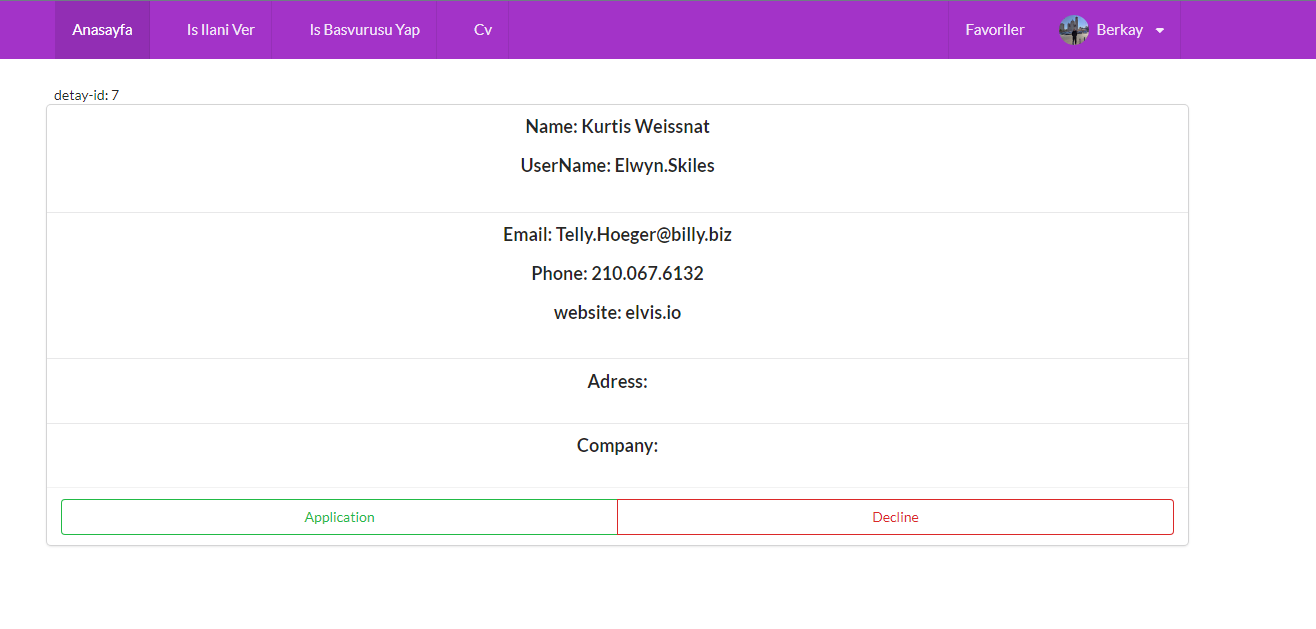 Anasayfa Is Ilani Ver Is Basvurusu Yap Cv Favoriler Berkay
detay-id: 7
Name: Kurtis Weissnat
UserName: Elwyn.Skiles
Email: Telly.Hoeger@billy.biz
Phone: 210.067.6132
website: elvis.io
Adress:
Company:
Application Decline